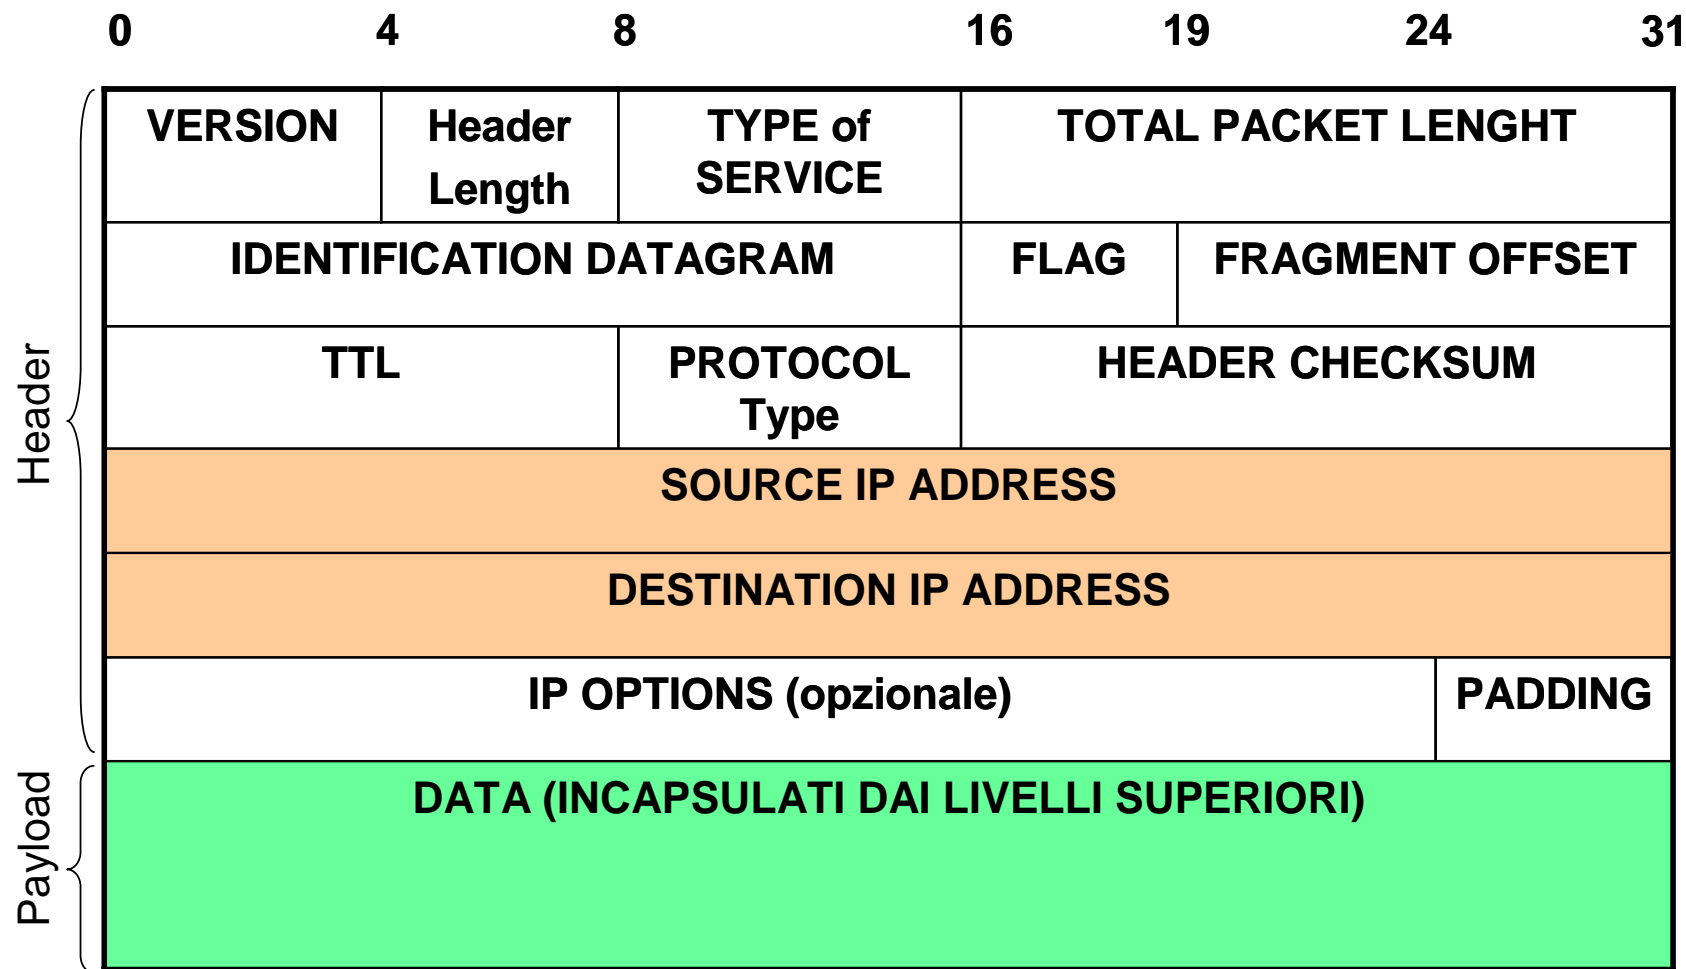 0 4 8 16 19 24 31
VERSION
Header
Length
TYPE of
SERVICE
TOTAL PACKET LENGHT
IDENTIFICATION DATAGRAM
FLAG
FRAGMENT OFFSET
TTL
PROTOCOL
Type
HEADER CHECKSUM
SOURCE IP ADDRESS
DESTINATION IP ADDRESS
IP OPTIONS (opzionale)
PADDING
DATA (INCAPSULATI DAI LIVELLI SUPERIORI)
Header
Payload